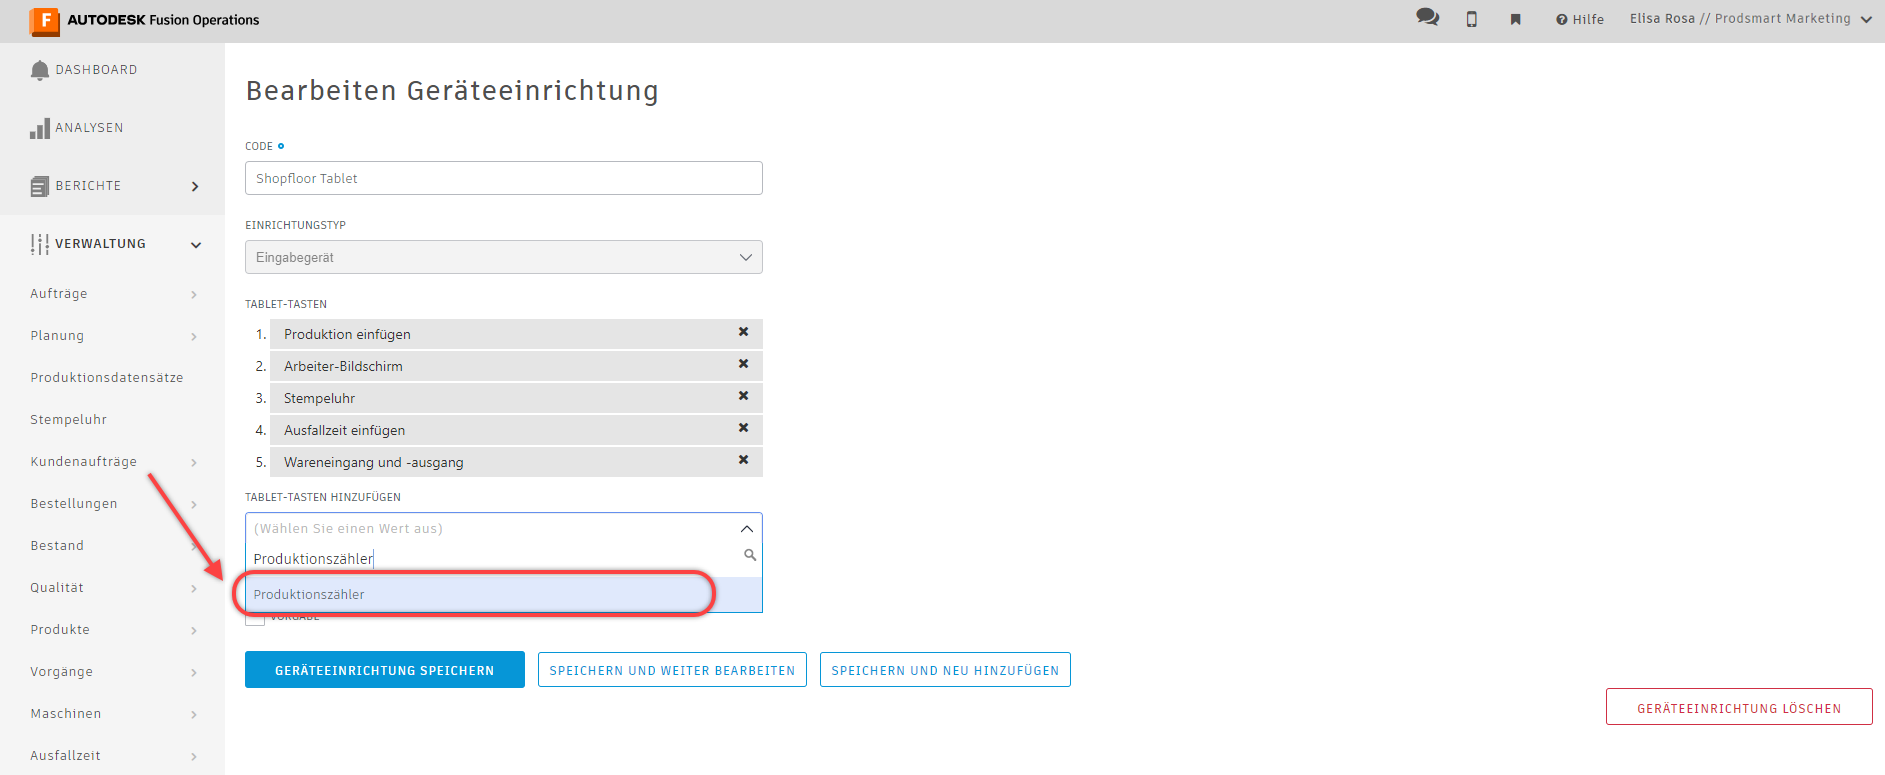 F AUTODESK Fusion Operations
Hilfe
Elisa Rosa // Prodsmart Marketing
DASHBOARD
ANALYSEN
BERICHTE
VERWALTUNG
Aufträge
Planung
Produktionsdatensätze
Stempeluhr
Kundenaufträge
Bestellungen
Bestand
Qualität
Produkte
Vorgänge
Maschinen
Ausfallzeit
Bearbeiten Geräteeinrichtung
CODE
Shopfloor Tablet
EINRICHTUNGSTYP
Eingabegerät
TABLET-TASTEN
1. Produktion einfügen
2. Arbeiter-Bildschirm
3. Stempeluhr
4. Ausfallzeit einfügen
5. Wareneingang und -ausgang
TABLET-TASTEN HINZUFÜGEN
(Wählen Sie einen Wert aus)
Produktionszähler
Produktionszähler
VORGABE
GERÄTEEINRICHTUNG SPEICHERN
SPEICHERN UND WEITER BEARBEITEN
SPEICHERN UND NEU HINZUFÜGEN
GERÄTEEINRICHTUNG LÖSCHEN